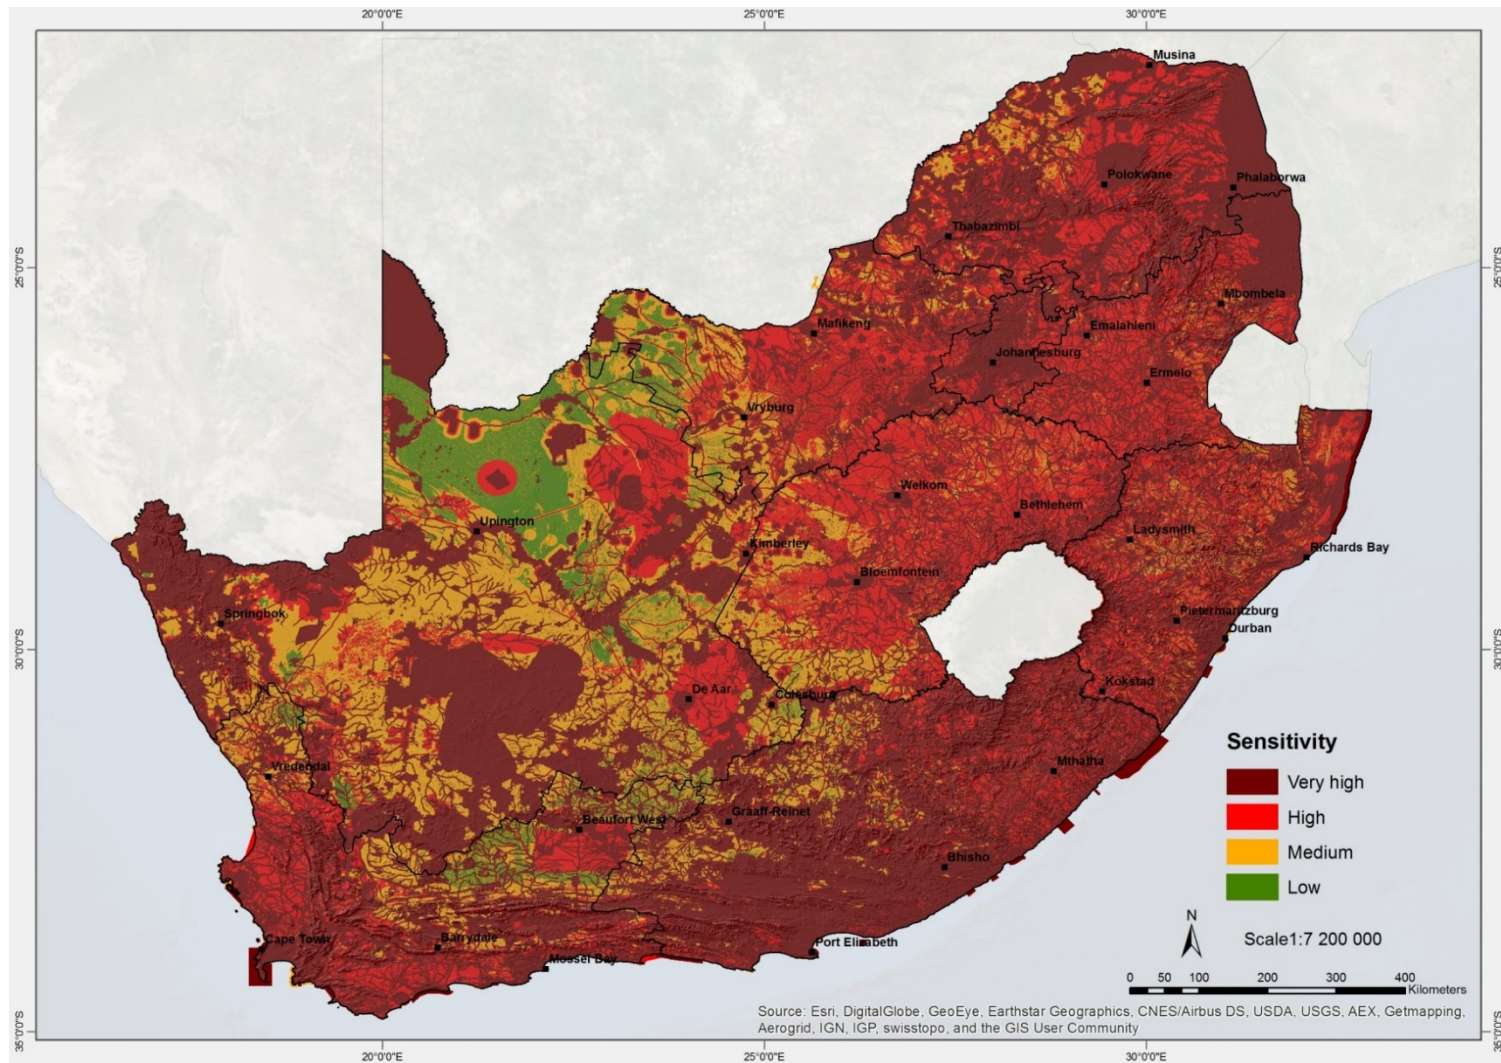 20°0'0"E 25°0'0"E 30°0'0"E
Musina
Polokwane
Phalaborwa
Thabazimbi
25°0'0"S 25°0'0"S
Mbombela
Mafikeng
Emalahleni
Johannesburg
Ermelo
Vryburg
Welkom
Bethlehem
Upington
Ladysmith
Kimberley
Richards Bay
Bloemfontein
Springbok
Pietermaritzburg
Durban
30°0'0"S 30°0'0"S
De Aar
Kokstad
Colesburg
Vredendal
Mthatha
Beaufort West
Graaff-Reinet
Bhisho
Cape Town
Barrydale
Port Elizabeth
Mossel Bay
Sensitivity
Very high
High
Medium
Low
N
Scale1:7 200 000
0 50 100 200 300 400
Kilometers
Source: Esri, DigitalGlobe, GeoEye, Earthstar Geographics, CNES/Airbus DS, USDA, USGS, AEX, Getmapping,
Aerogrid, IGN, IGP, swisstopo, and the GIS User Community
35°0'0"S 35°0'0"S
20°0'0"E 25°0'0"E 30°0'0"E